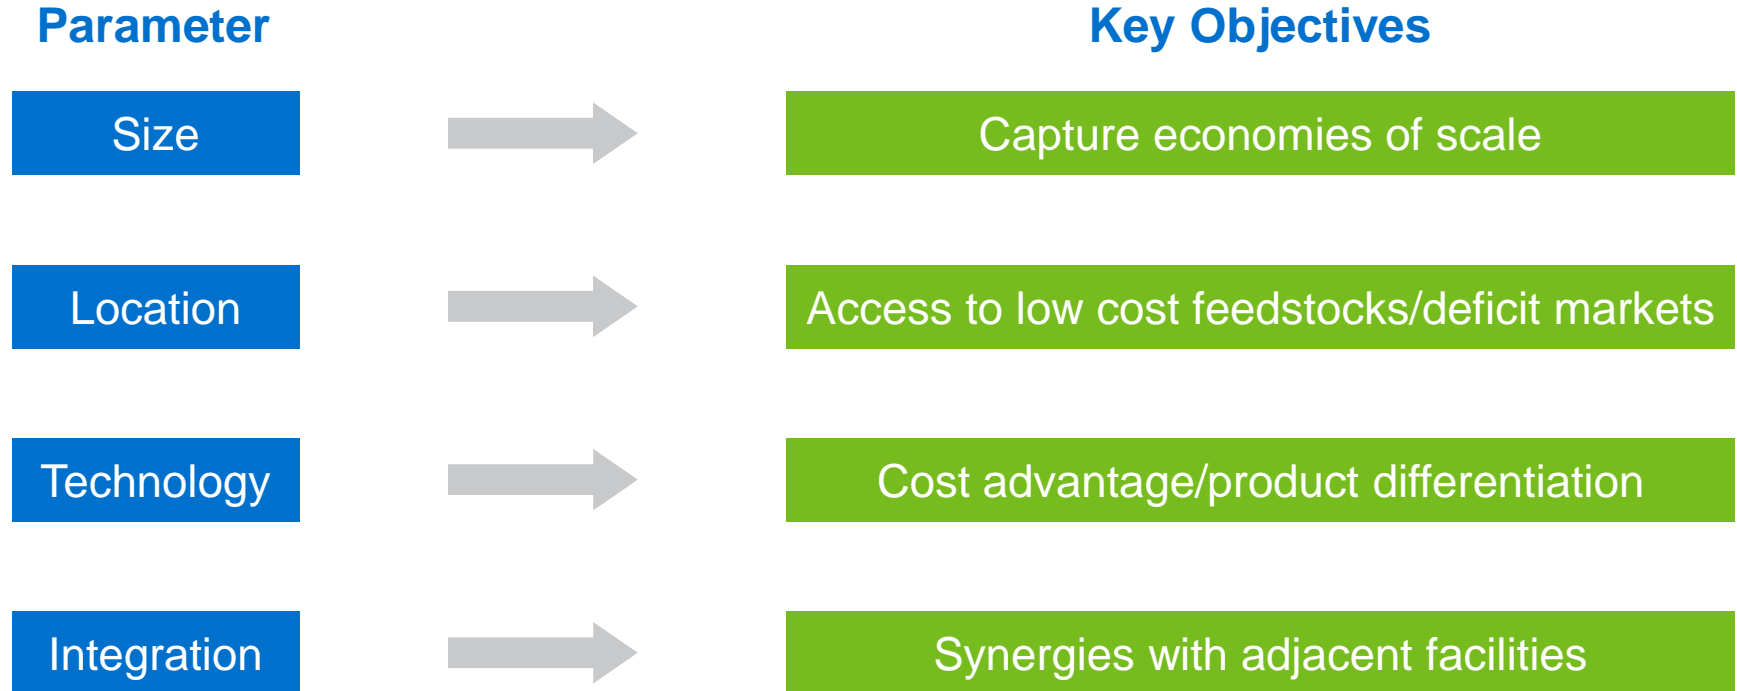 Parameter
Key Objectives
Size
Capture economies of scale
Location
Access to low cost feedstocks/deficit markets
Technology
Cost advantage/product differentiation
Integration
Synergies with adjacent facilities